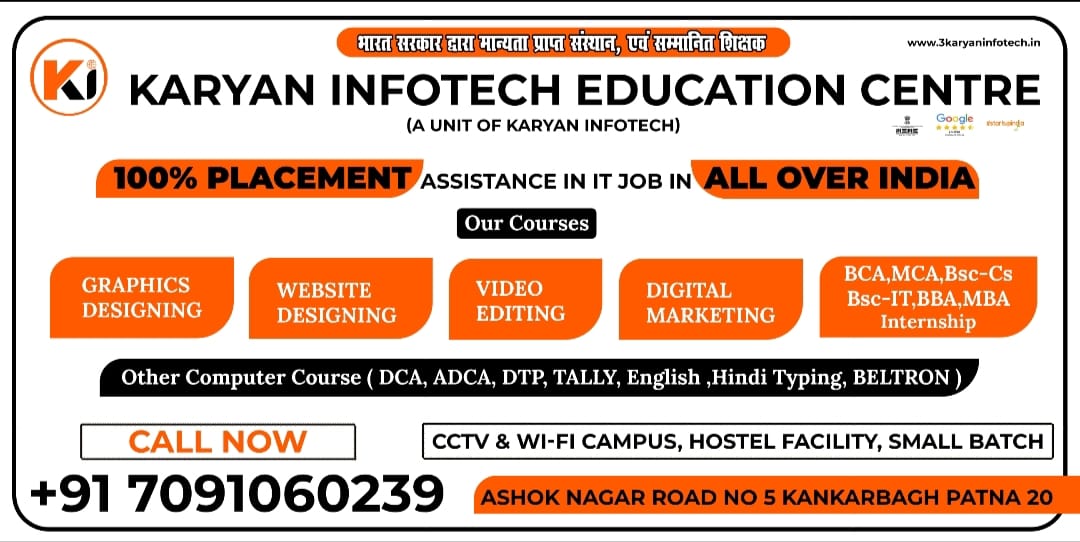 भारत सरकार द्वारा मान्यता प्राप्त संस्थान, एवं सम्मानित शिक्षक
www.3karyaninfotech.in
Ki
KARYAN INFOTECH EDUCATION CENTRE
(A UNIT OF KARYAN INFOTECH)
MSME
Google
#startupindia
100% PLACEMENT ASSISTANCE IN IT JOB IN ALL OVER INDIA
Our Courses
GRAPHICS
DESIGNING
WEBSITE
DESIGNING
VIDEO
EDITING
DIGITAL
MARKETING
BCA,MCA,Bsc-Cs
Bsc-IT,BBA,MBA
Internship
Other Computer Course ( DCA, ADCA, DTP, TALLY, English ,Hindi Typing, BELTRON )
CALL NOW
CCTV & WI-FI CAMPUS, HOSTEL FACILITY, SMALL BATCH
+91 7091060239
ASHOK NAGAR ROAD NO 5 KANKARBAGH PATNA 20